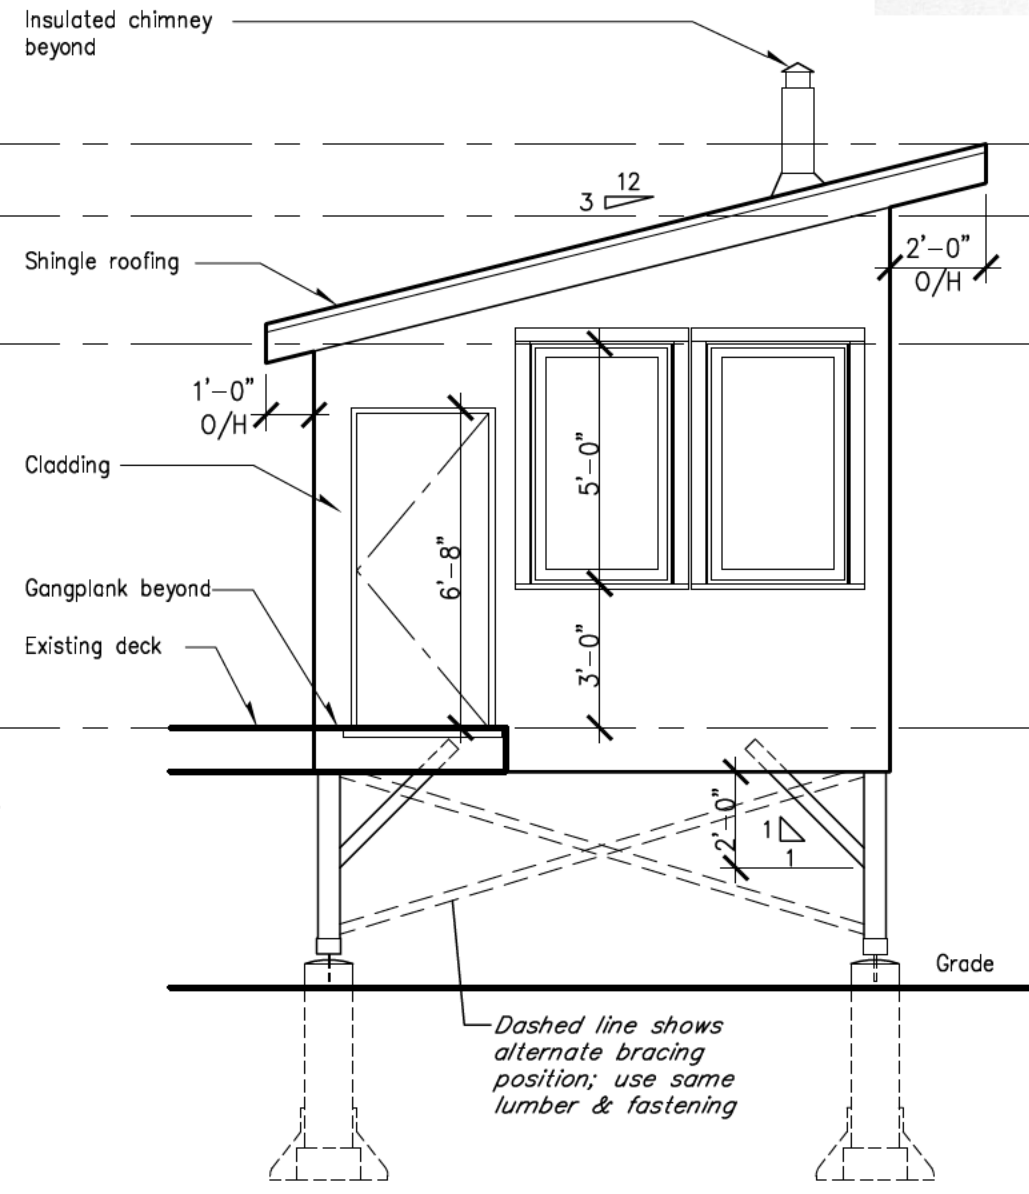 Insulated chimney
beyond
12
3
Shingle roofing
2'-0"
O/H
1'-0"
O/H
5'-0"
Cladding
6'-8"
Gangplank beyond
Existing deck
3'-0"
2'-0"
1
1
Grade
Dashed line shows
alternate bracing
position; use same
lumber & fastening